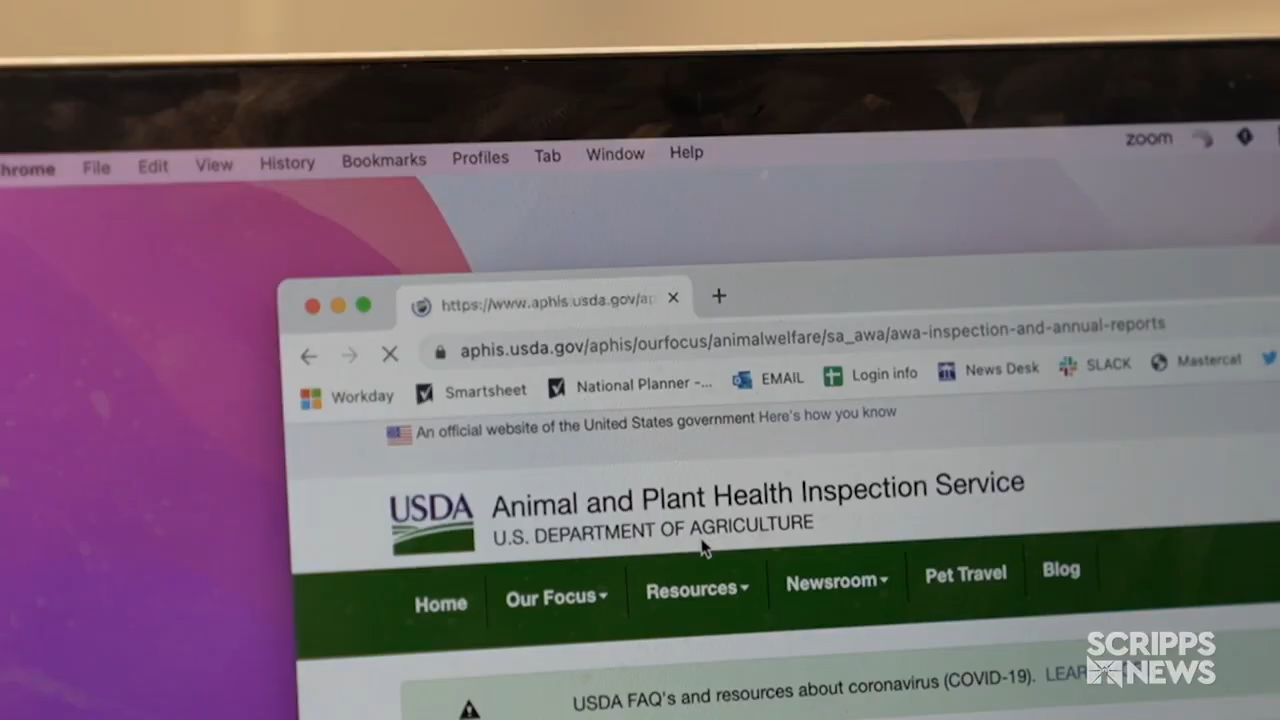 hrome File Edit View History Bookmarks Profiles Tab Window Help zoom
https://www.aphis.usda.gov/ap
aphis.usda.gov/aphis/ourfocus/animalwelfare/sa_awa/awa-inspection-and-annual-reports
Workday Smartsheet National Planner -... EMAIL Login info News Desk SLACK Mastercat
An official website of the United States government Here's how you know
USDA Animal and Plant Health Inspection Service
U.S. DEPARTMENT OF AGRICULTURE
Home Our Focus Resources Newsroom Pet Travel Blog
USDA FAQ's and resources about coronavirus (COVID-19). LEAR
SCRIPPS
NEWS